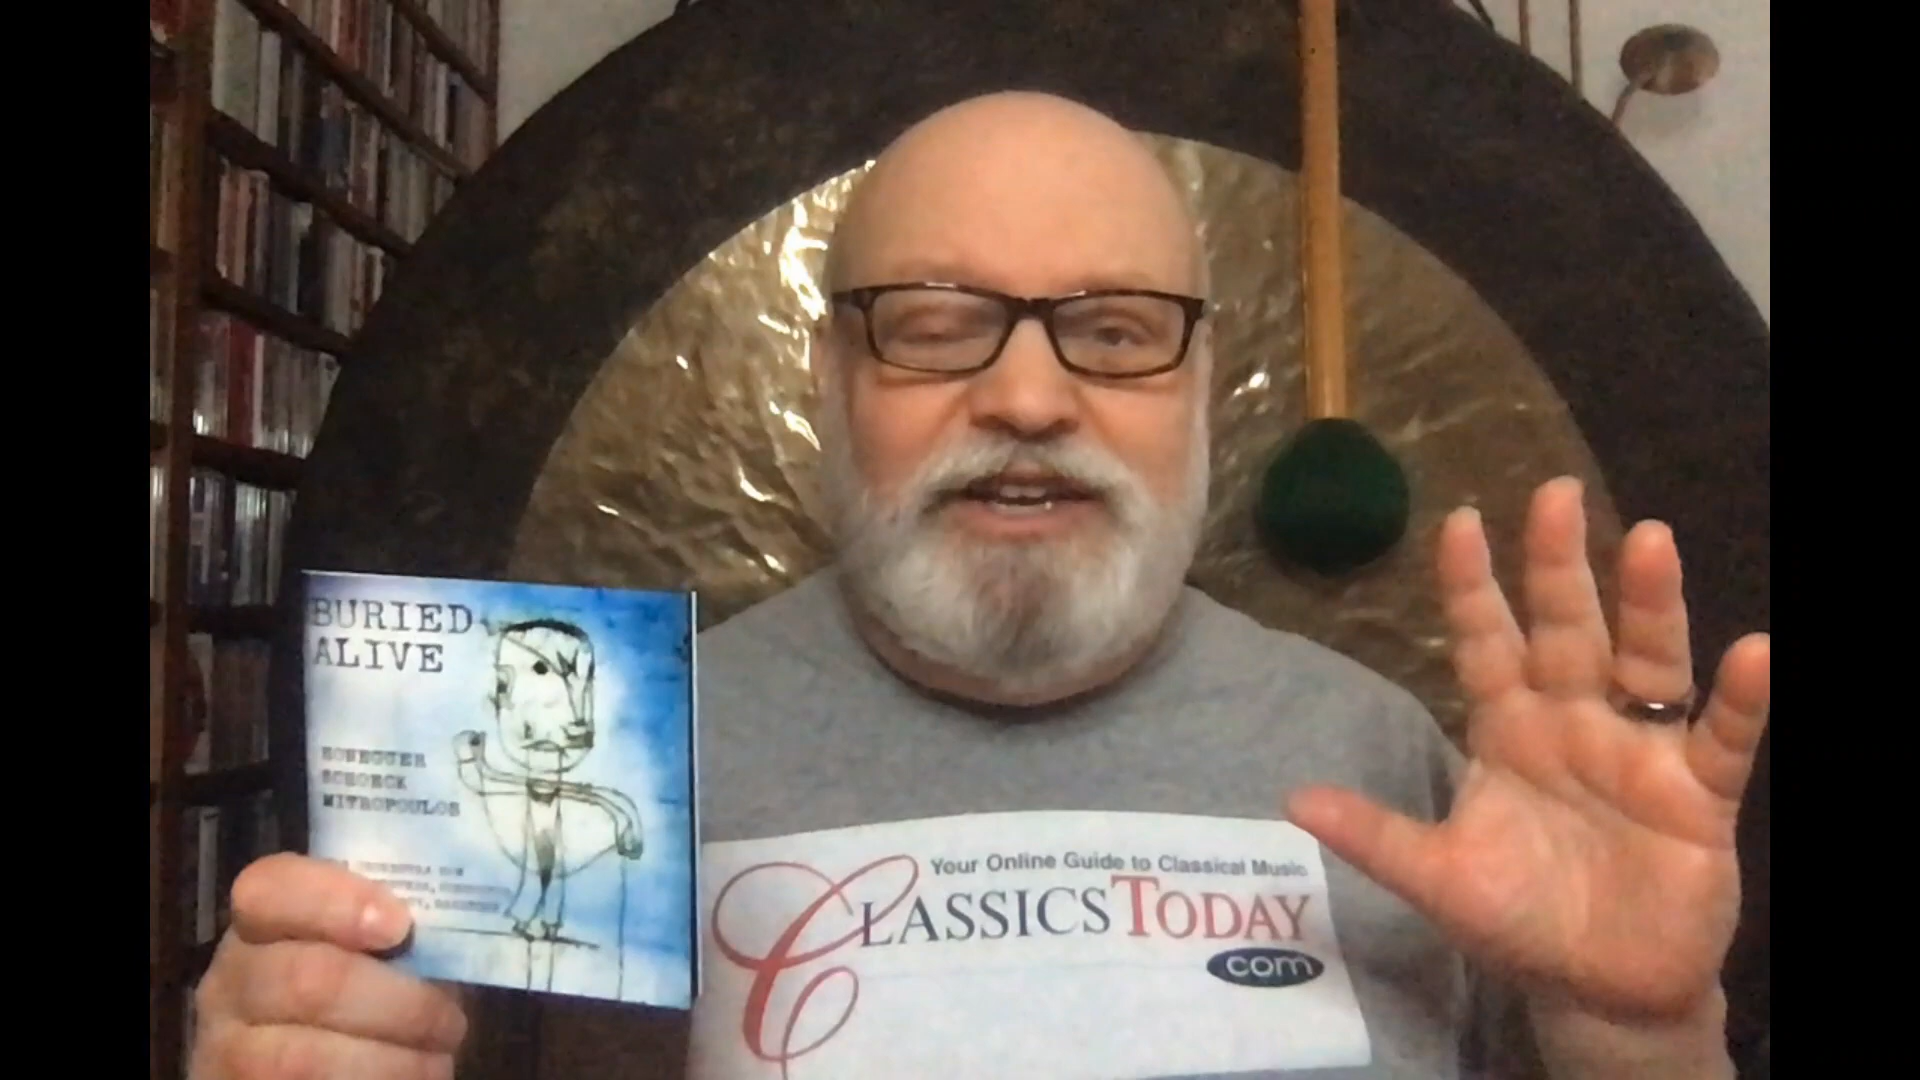 BURIED
ALIVE
HONEGGER
SCHOECK
MITROPOULOS
Your Online Guide to Classical Music
CLASSICSTODAY
.com